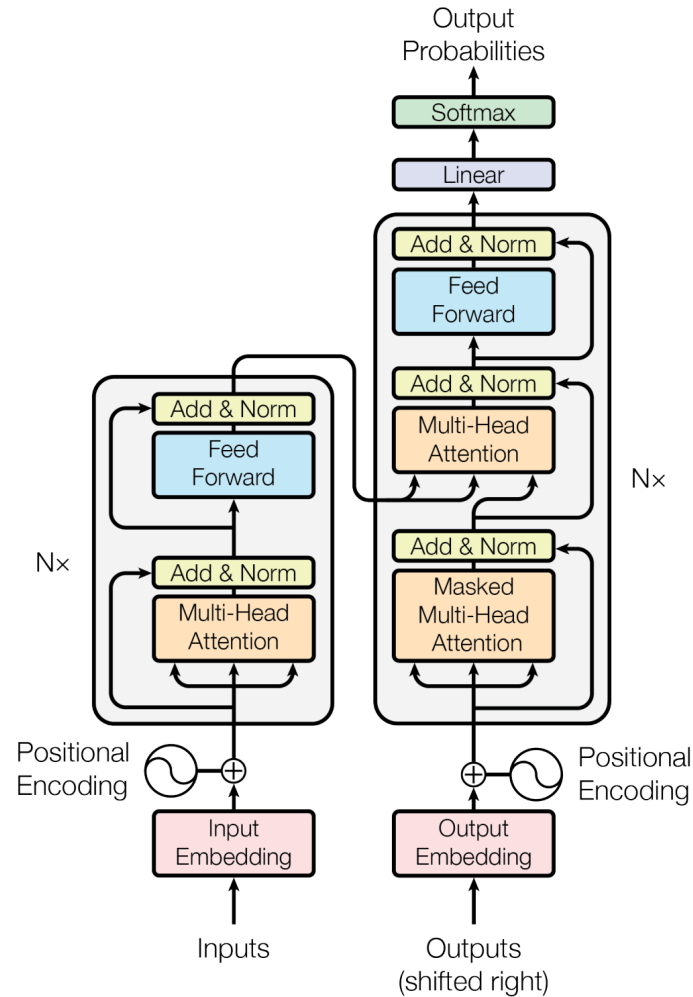 Output
Probabilities
Softmax
Linear
Add & Norm
Feed
Forward
Add & Norm
Multi-Head
Attention
Add & Norm
Masked
Multi-Head
Attention
Nx
Add & Norm
Feed
Forward
Add & Norm
Multi-Head
Attention
Nx
Positional
Encoding
Positional
Encoding
Input
Embedding
Output
Embedding
Inputs
Outputs
(shifted right)